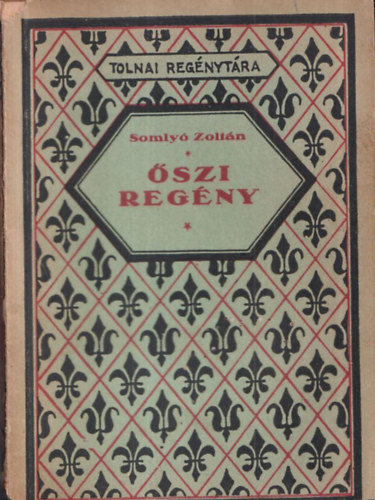 TOLNAI REGÉNYTÁRA
Somlyó Zoltán
ŐSZI
REGÉNY